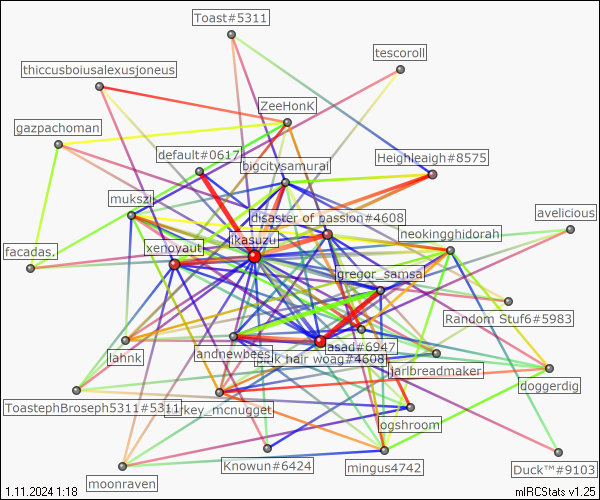 Toast#5311
tescoroll
thiccusboiusalexusjoneus
ZeeHonK
gazpachoman
default#0617
bigcitysamurai
Heighleaigh#8575
mukszi
disaster of passion#4608
avelicious
ikasuzu
neokingghidorah
xenoyaut
facadas.
gregor_samsa
Random Stuf6#5983
asad#6947
lahnk
andnewbees
hair woag#4608
jarlbreadmaker
doggerdig
ToastephBroseph5311#5311
key_mcnugget
ogshroom
Knowun#6424
mingus4742
Duck™#9103
moonraven
1.11.2024 1:18
mIRCStats v1.25